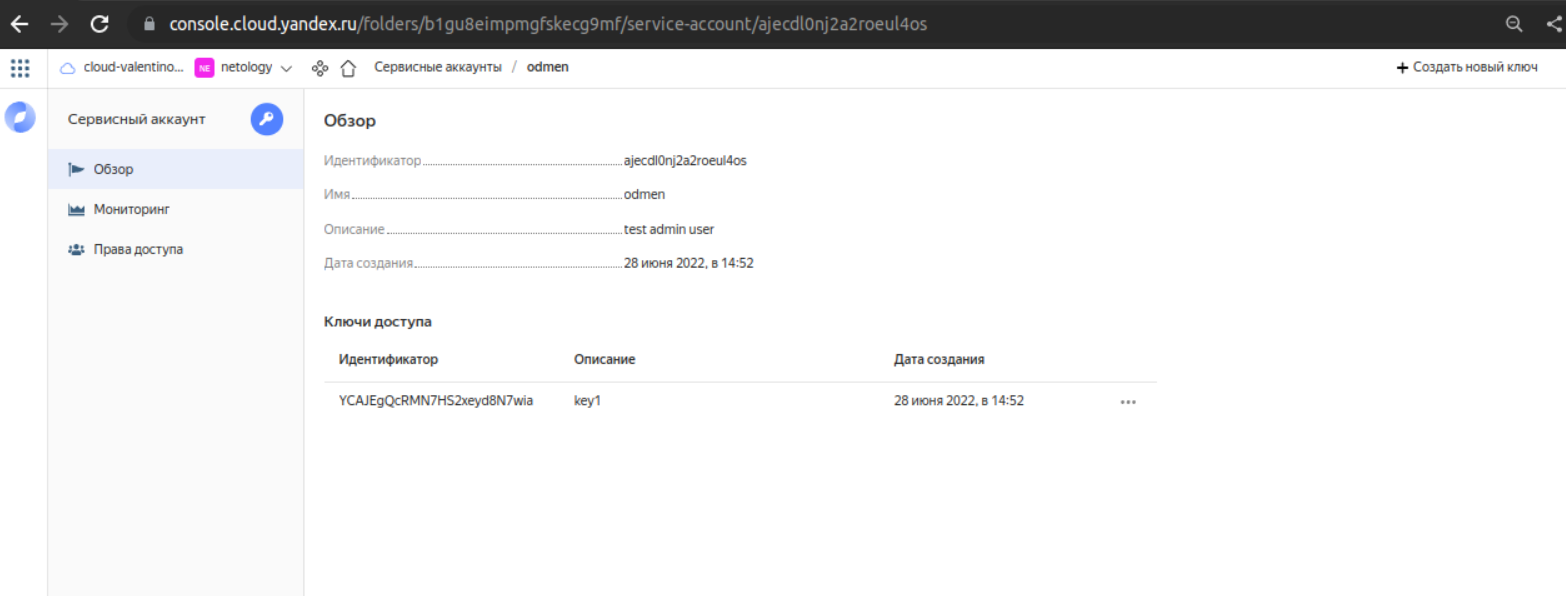 console.cloud.yandex.ru/folders/b1gu8eimpmgfskecg9mf/service-account/ajecdl0nj2a2roeul4os
cloud-valentino... NE netology Сервисные аккаунты / odmen + Создать новый ключ
Сервисный аккаунт
Обзор
Мониторинг
Права доступа
Обзор
Идентификатор ajecdl0nj2a2roeul4os
Имя odmen
Описание test admin user
Дата создания 28 июня 2022, в 14:52
Ключи доступа
Идентификатор Описание Дата создания
YCAJEgQcRMN7HS2xeyd8N7wia key1 28 июня 2022, в 14:52